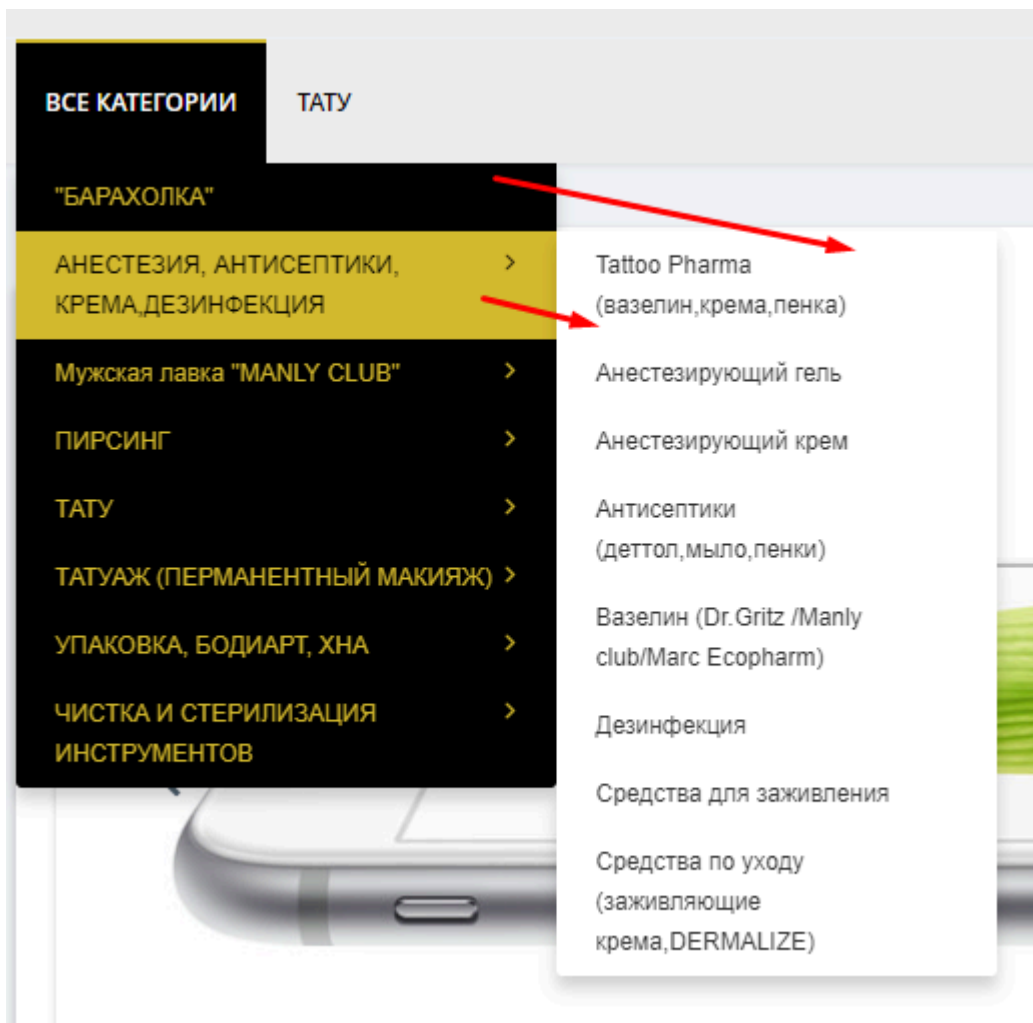 ВСЕ КАТЕГОРИИ
ТАТУ
"БАРАХОЛКА"
АНЕСТЕЗИЯ, АНТИСЕПТИКИ,
КРЕМА,ДЕЗИНФЕКЦИЯ
Мужская лавка "MANLY CLUB"
ПИРСИНГ
ТАТУ
ТАТУАЖ (ПЕРМАНЕНТНЫЙ МАКИЯЖ)
УПАКОВКА, БОДИАРТ, ХНА
ЧИСТКА И СТЕРИЛИЗАЦИЯ
ИНСТРУМЕНТОВ
Tattoo Pharma
(вазелин,крема,пенка)
Анестезирующий гель
Анестезирующий крем
Антисептики
(деттол,мыло,пенки)
Вазелин (Dr.Gritz /Manly
club/Marc Ecopharm)
Дезинфекция
Средства для заживления
Средства по уходу
(заживляющие
крема,DERMALIZE)